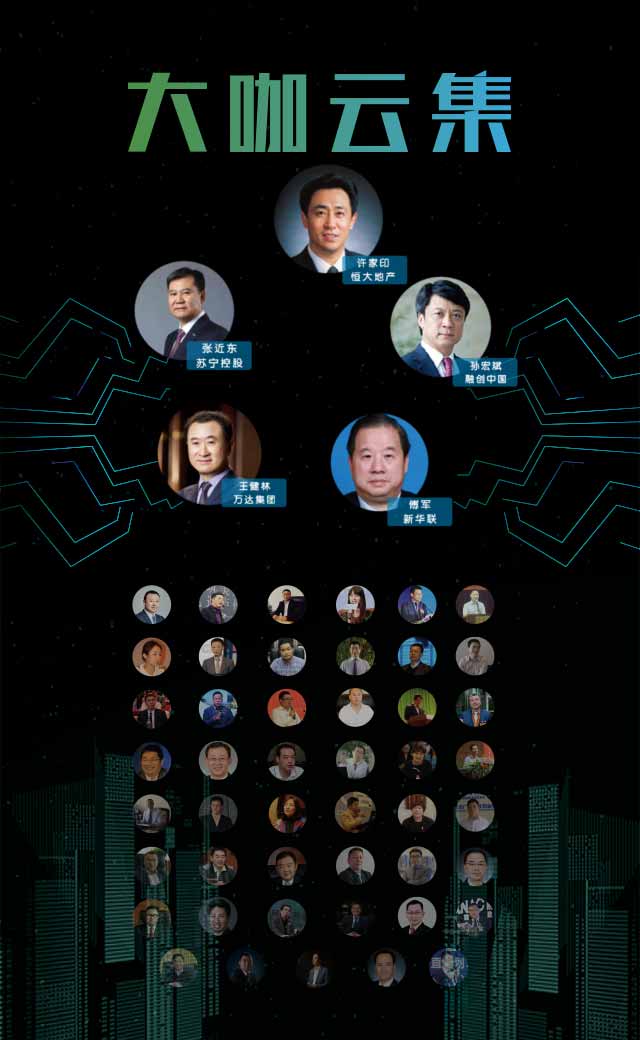 大咖云集
许家印
恒大地产
张近东
苏宁控股
孙宏斌
融创中国
王健林
万达集团
傅军
新华联